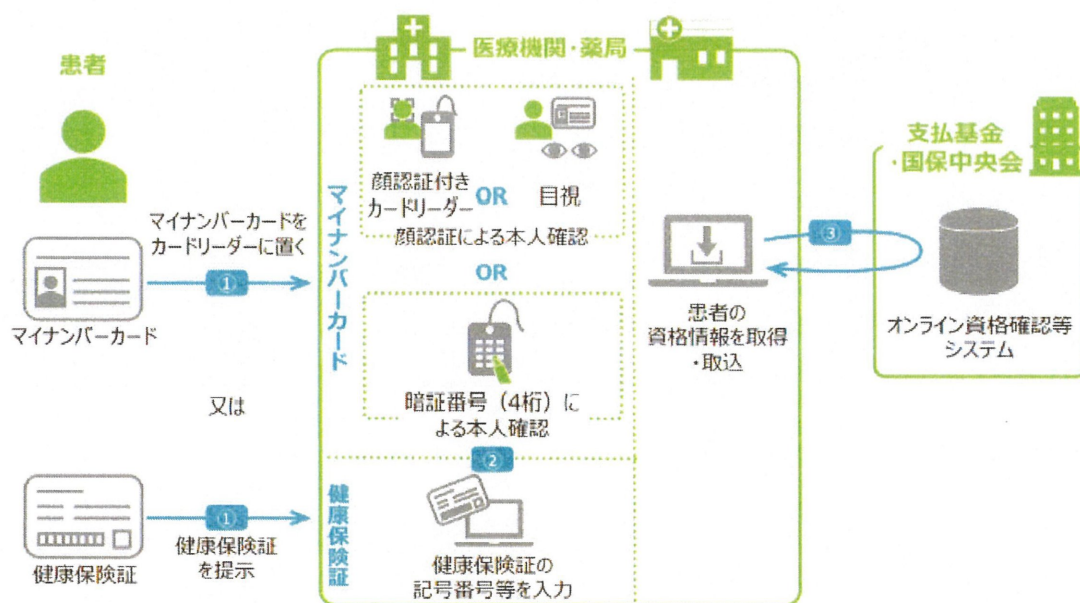 患者
マイナンバーカードを
カードリーダーに置く
①
マイナンバーカード
又は
①
健康保険証
を提示
健康保険証
医療機関・薬局
マイナンバーカード
顔認証付き
カードリーダー
OR
目視
顔認証による本人確認
OR
暗証番号（4桁）に
よる本人確認
②
健康保険証
健康保険証の
記号番号等を入力
患者の
資格情報を取得
・取込
③
支払基金
・国保中央会
オンライン資格確認等
システム